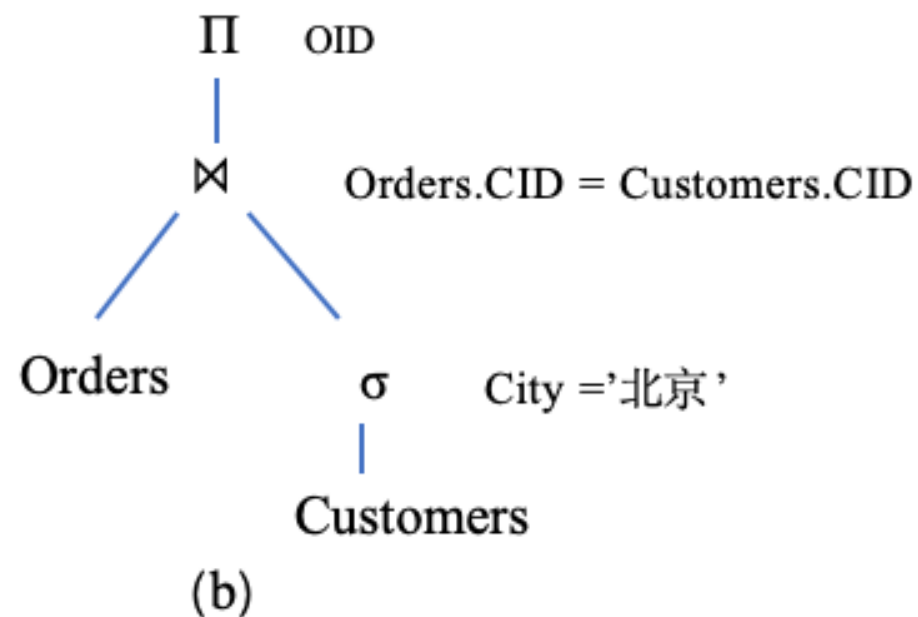 Π OID
⋈ Orders.CID = Customers.CID
Orders
σ City =’北京’
Customers
(b)